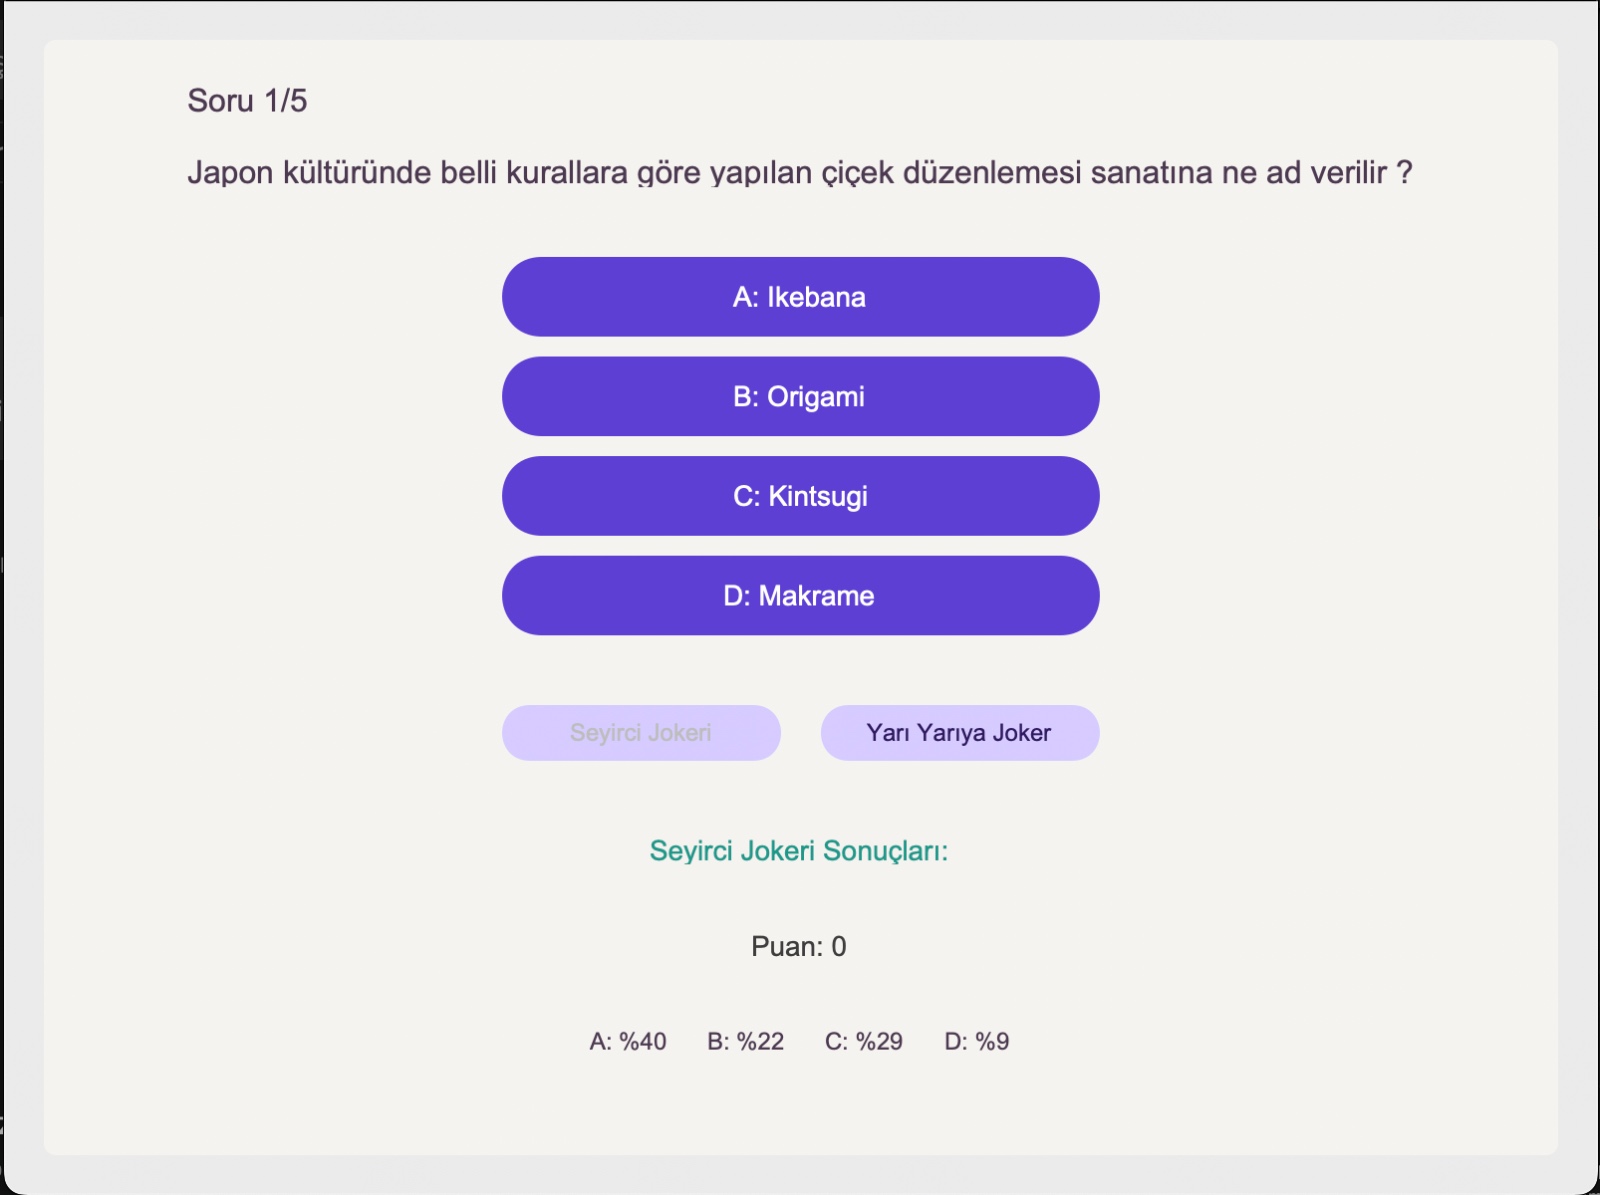 Soru 1/5
Japon kültüründe belli kurallara göre yapılan çiçek düzenlemesi sanatına ne ad verilir ?
A: Ikebana
B: Origami
C: Kintsugi
D: Makrame
Seyirci Jokeri Yarı Yarıya Joker
Seyirci Jokeri Sonuçları:
Puan: 0
A: %40 B: %22 C: %29 D: %9